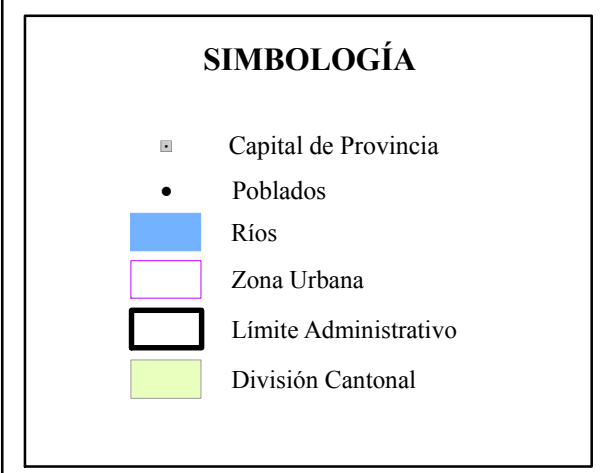 SIMBOLOGÍA
Capital de Provincia
Poblados
Ríos
Zona Urbana
Límite Administrativo
División Cantonal